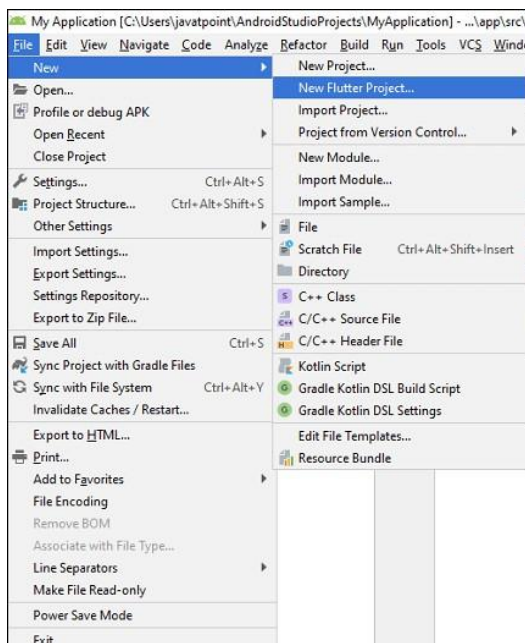 My Application [C:\Users\javatpoint\AndroidStudioProjects\MyApplication] - ...\app\src\
File Edit View Navigate Code Analyze Refactor Build Run Tools VCS
New
Open...
Profile or debug APK
Open Recent
Close Project
Settings... Ctrl+Alt+S
Project Structure... Ctrl+Alt+Shift+S
Other Settings
Import Settings...
Export Settings...
Settings Repository...
Export to Zip File...
Save All Ctrl+S
Sync Project with Gradle Files
Sync with File System Ctrl+Alt+Y
Invalidate Caches / Restart...
Export to HTML...
Print...
Add to Favorites
File Encoding
Remove BOM
Associate with File Type...
Line Separators
Make File Read-only
Power Save Mode
Exit
New Project...
New Flutter Project...
Import Project...
Project from Version Control...
New Module...
Import Module...
Import Sample...
File
Scratch File Ctrl+Alt+Shift+Insert
Directory
S C++ Class
C++ C/C++ Source File
H C/C++ Header File
Kotlin Script
G Gradle Kotlin DSL Build Script
G Gradle Kotlin DSL Settings
Edit File Templates...
Resource Bundle